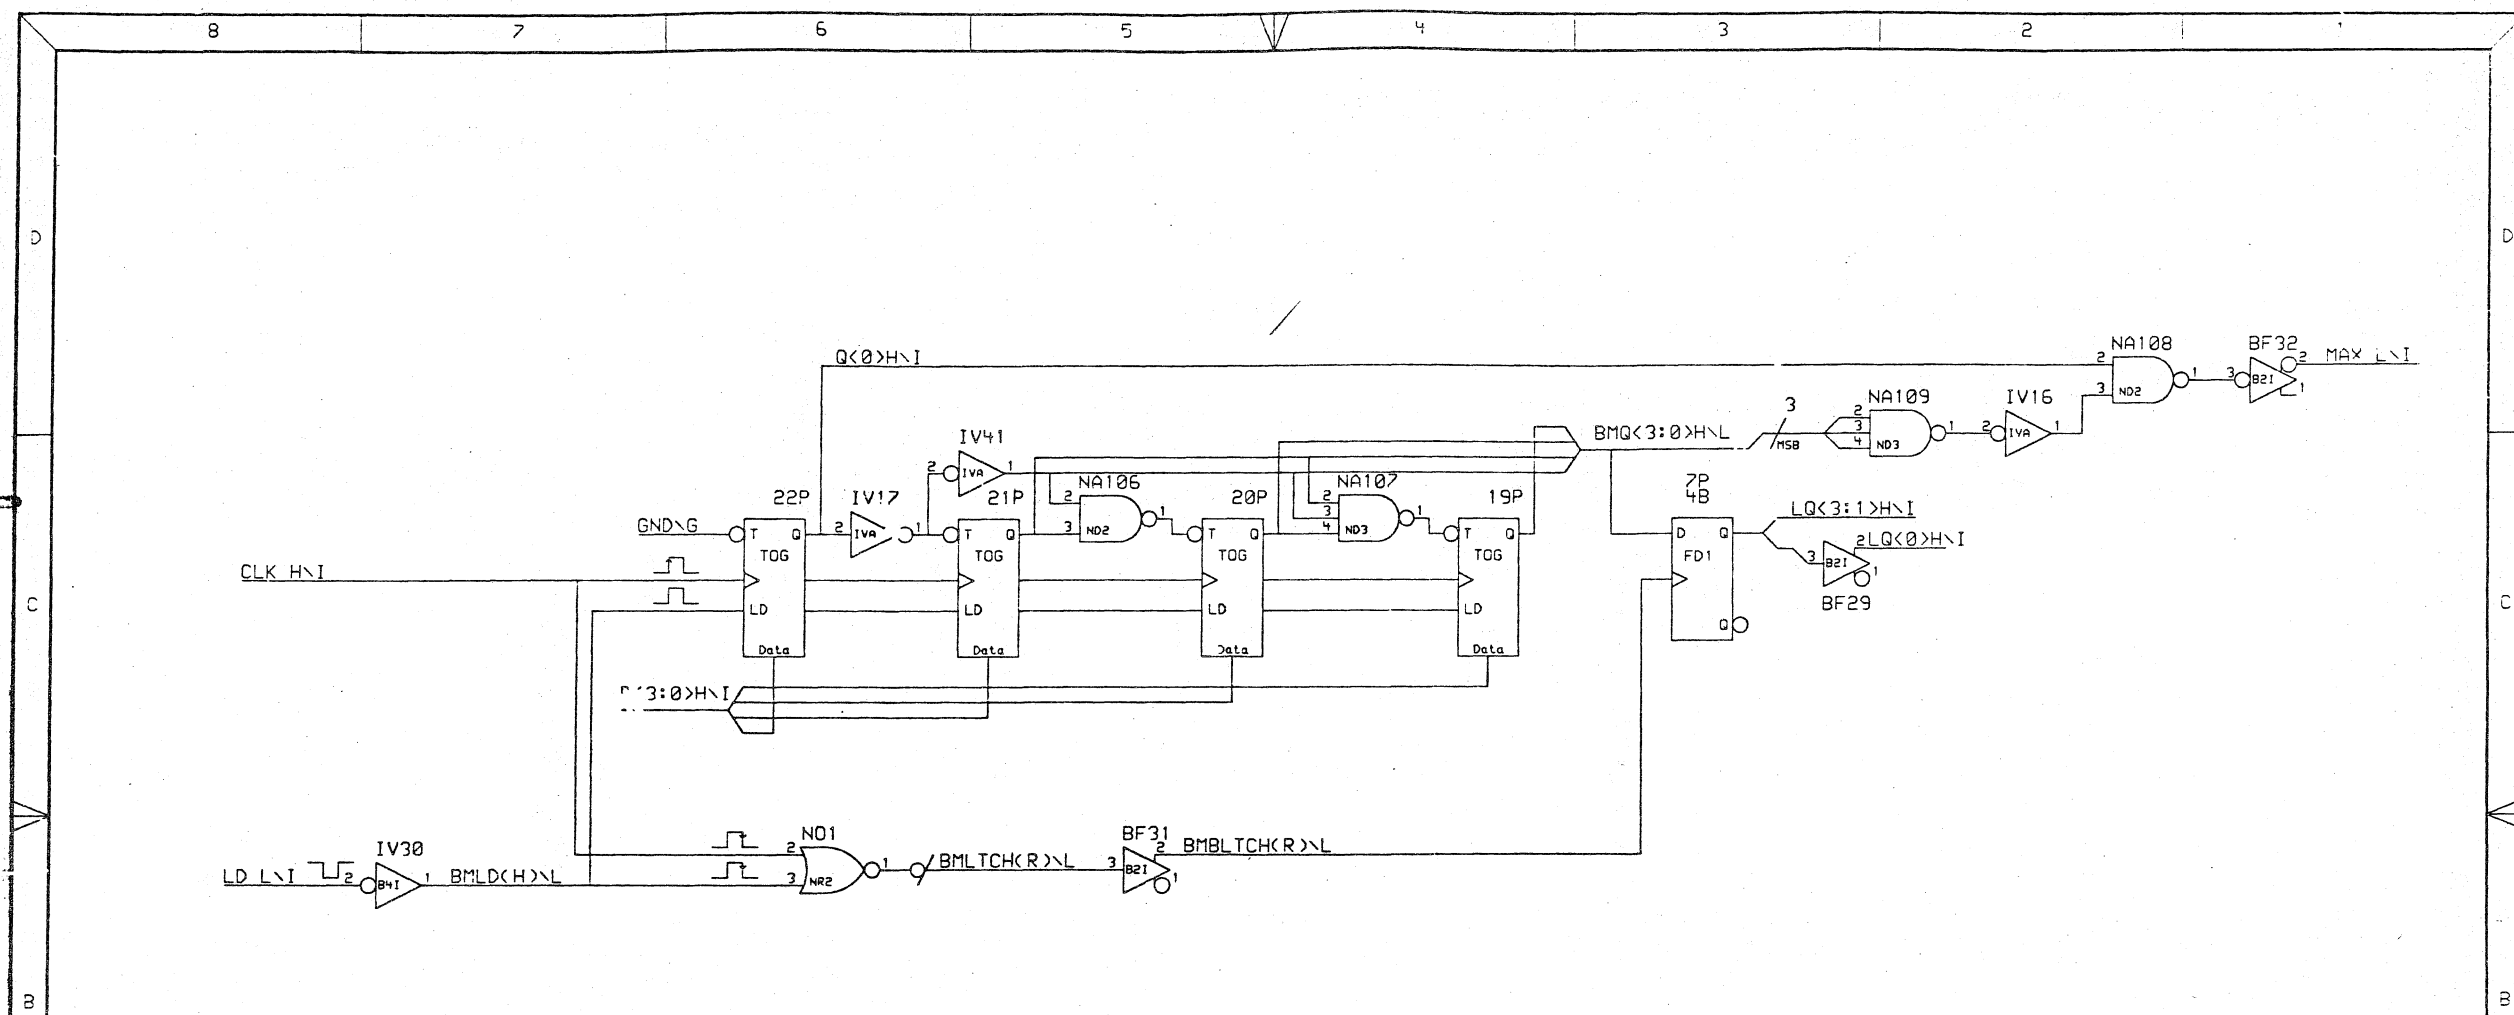 8 7 6 5 4 3 2 1
D D
NA108 BF32
Q<0>H\I 2 2 MAX L\I
1 3 B2I 1
NA109 IV16 3 ND2
3 2
IV41 BMQ<3:0>H\L 3 1 2 IVA 1
MSB 4 ND3
2 IVA 1
NA106 NA107 7P
22P IV17 21P 2 20P 2 19P 4B
1 3 1
GND\G 3 ND2 4 ND3 LQ<3:1>H\I
T Q 2 IVA 1 T Q T Q T Q D Q
2 LQ<0>H\I
TOG TOG TOG TOG FD1 3 B2I
CLK H\I 1
BF29
LD LD LD LD C
C
Q
Data Data Data Data
3:0>H\I
NO1 BF31
IV30 2 2 BMBLTCH(R)\L
1 BMLTCH(R)\L 3 B2I
LD L\I 2 B4I 1 BMLD(H)\L 3 NR2 1
B B